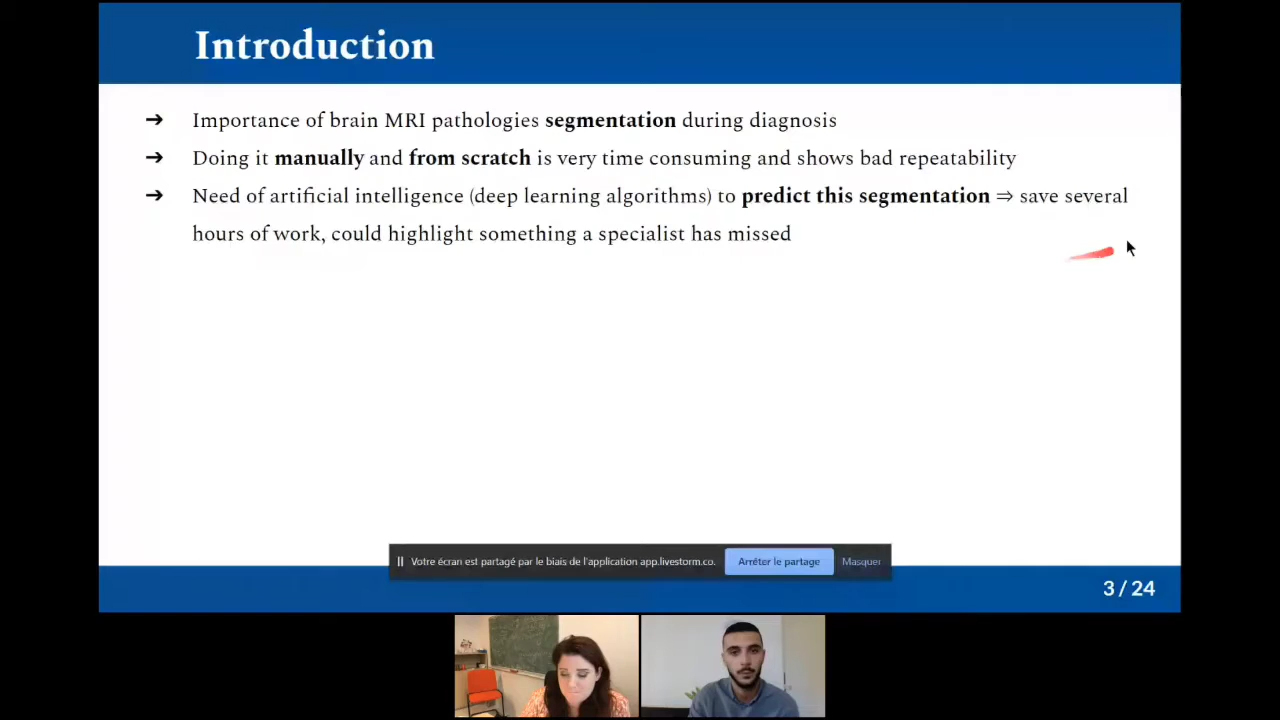 Introduction
➔ Importance of brain MRI pathologies segmentation during diagnosis
➔ Doing it manually and from scratch is very time consuming and shows bad repeatability
➔ Need of artificial intelligence (deep learning algorithms) to predict this segmentation ⇒ save several
hours of work, could highlight something a specialist has missed
Votre écran est partagé par le biais de l'application app.livestorm.co.
Arrêter le partage
Masquer
3 / 24